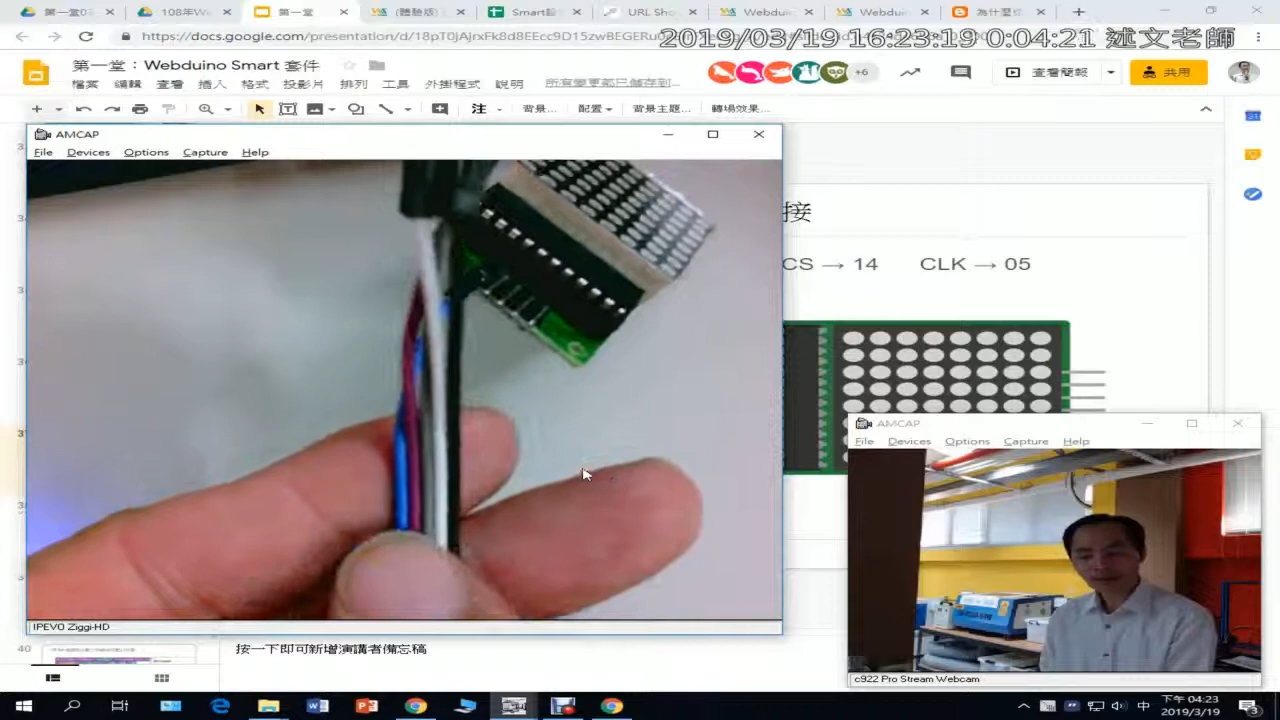 第一堂0
108年We
第一堂
(體驗版)
Smart
URL Sho
Webduin
Webduin
為什麼你
https://docs.google.com/presentation/d/18pT0jAjrxFk8d8EEcc9D15zwBEGERu
2019/03/19 16:23:19 0:04:21 述文老師
第一堂：Webduino Smart 套件
+6
查看簡報
共用
檔案 編輯 查看 插入 格式 投影片 排列 工具 外掛程式 說明 所有變更都已儲存到...
注 背景... 配置 背景主題... 轉場效果...
AMCAP
File Devices Options Capture Help
接
CS → 14 CLK → 05
AMCAP
File Devices Options Capture Help
IPEVO Ziggi-HD
40
按一下即可新增演講者備忘稿
c922 Pro Stream Webcam
中
下午 04:23
2019/3/19
3